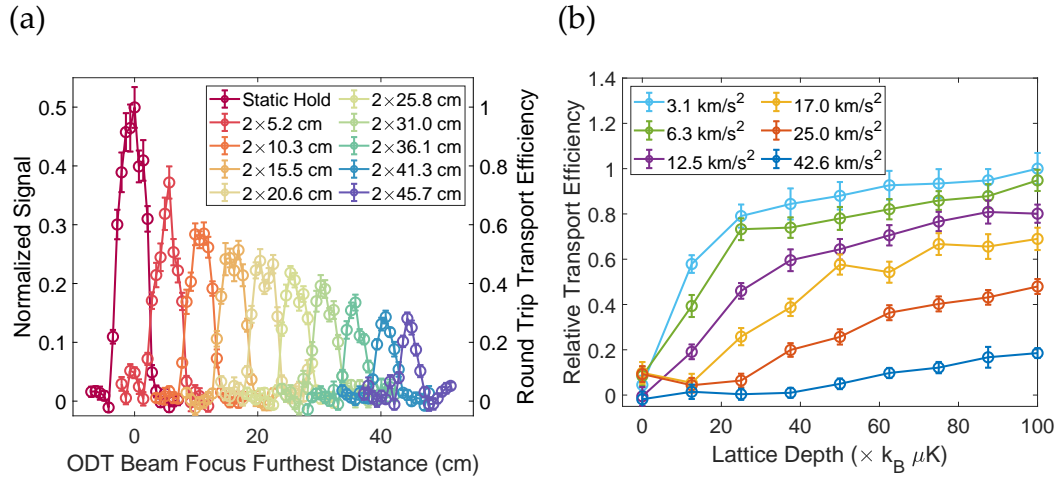 (a)
Normalized Signal
0.5
0.4
0.3
0.2
0.1
0
0
20
40
ODT Beam Focus Furthest Distance (cm)
1
0.8
0.6
0.4
0.2
0
Round Trip Transport Efficiency
Static Hold
2×5.2 cm
2×10.3 cm
2×15.5 cm
2×20.6 cm
2×25.8 cm
2×31.0 cm
2×36.1 cm
2×41.3 cm
2×45.7 cm
(b)
Relative Transport Efficiency
1.4
1.2
1
0.8
0.6
0.4
0.2
0
0
20
40
60
80
100
Lattice Depth (× k_B μK)
3.1 km/s²
6.3 km/s²
12.5 km/s²
17.0 km/s²
25.0 km/s²
42.6 km/s²